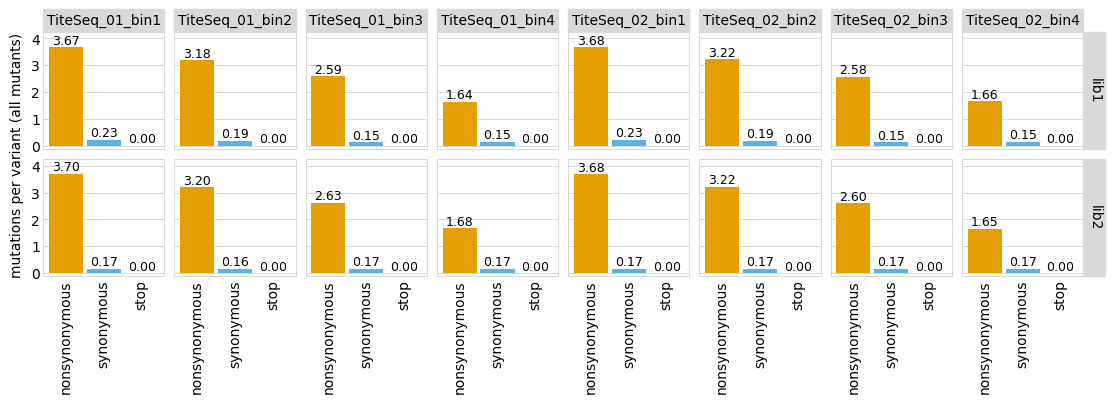 TiteSeq_01_bin1 TiteSeq_01_bin2 TiteSeq_01_bin3 TiteSeq_01_bin4 TiteSeq_02_bin1 TiteSeq_02_bin2 TiteSeq_02_bin3 TiteSeq_02_bin4
mutations per variant (all mutants)
4
3
2
1
0
3.67 0.23 0.00
3.18 0.19 0.00
2.59 0.15 0.00
1.64 0.15 0.00
3.68 0.23 0.00
3.22 0.19 0.00
2.58 0.15 0.00
1.66 0.15 0.00
lib1
4
3
2
1
0
3.70 0.17 0.00
3.20 0.16 0.00
2.63 0.17 0.00
1.68 0.17 0.00
3.68 0.17 0.00
3.22 0.17 0.00
2.60 0.17 0.00
1.65 0.17 0.00
lib2
nonsynonymous
synonymous
stop
nonsynonymous
synonymous
stop
nonsynonymous
synonymous
stop
nonsynonymous
synonymous
stop
nonsynonymous
synonymous
stop
nonsynonymous
synonymous
stop
nonsynonymous
synonymous
stop
nonsynonymous
synonymous
stop